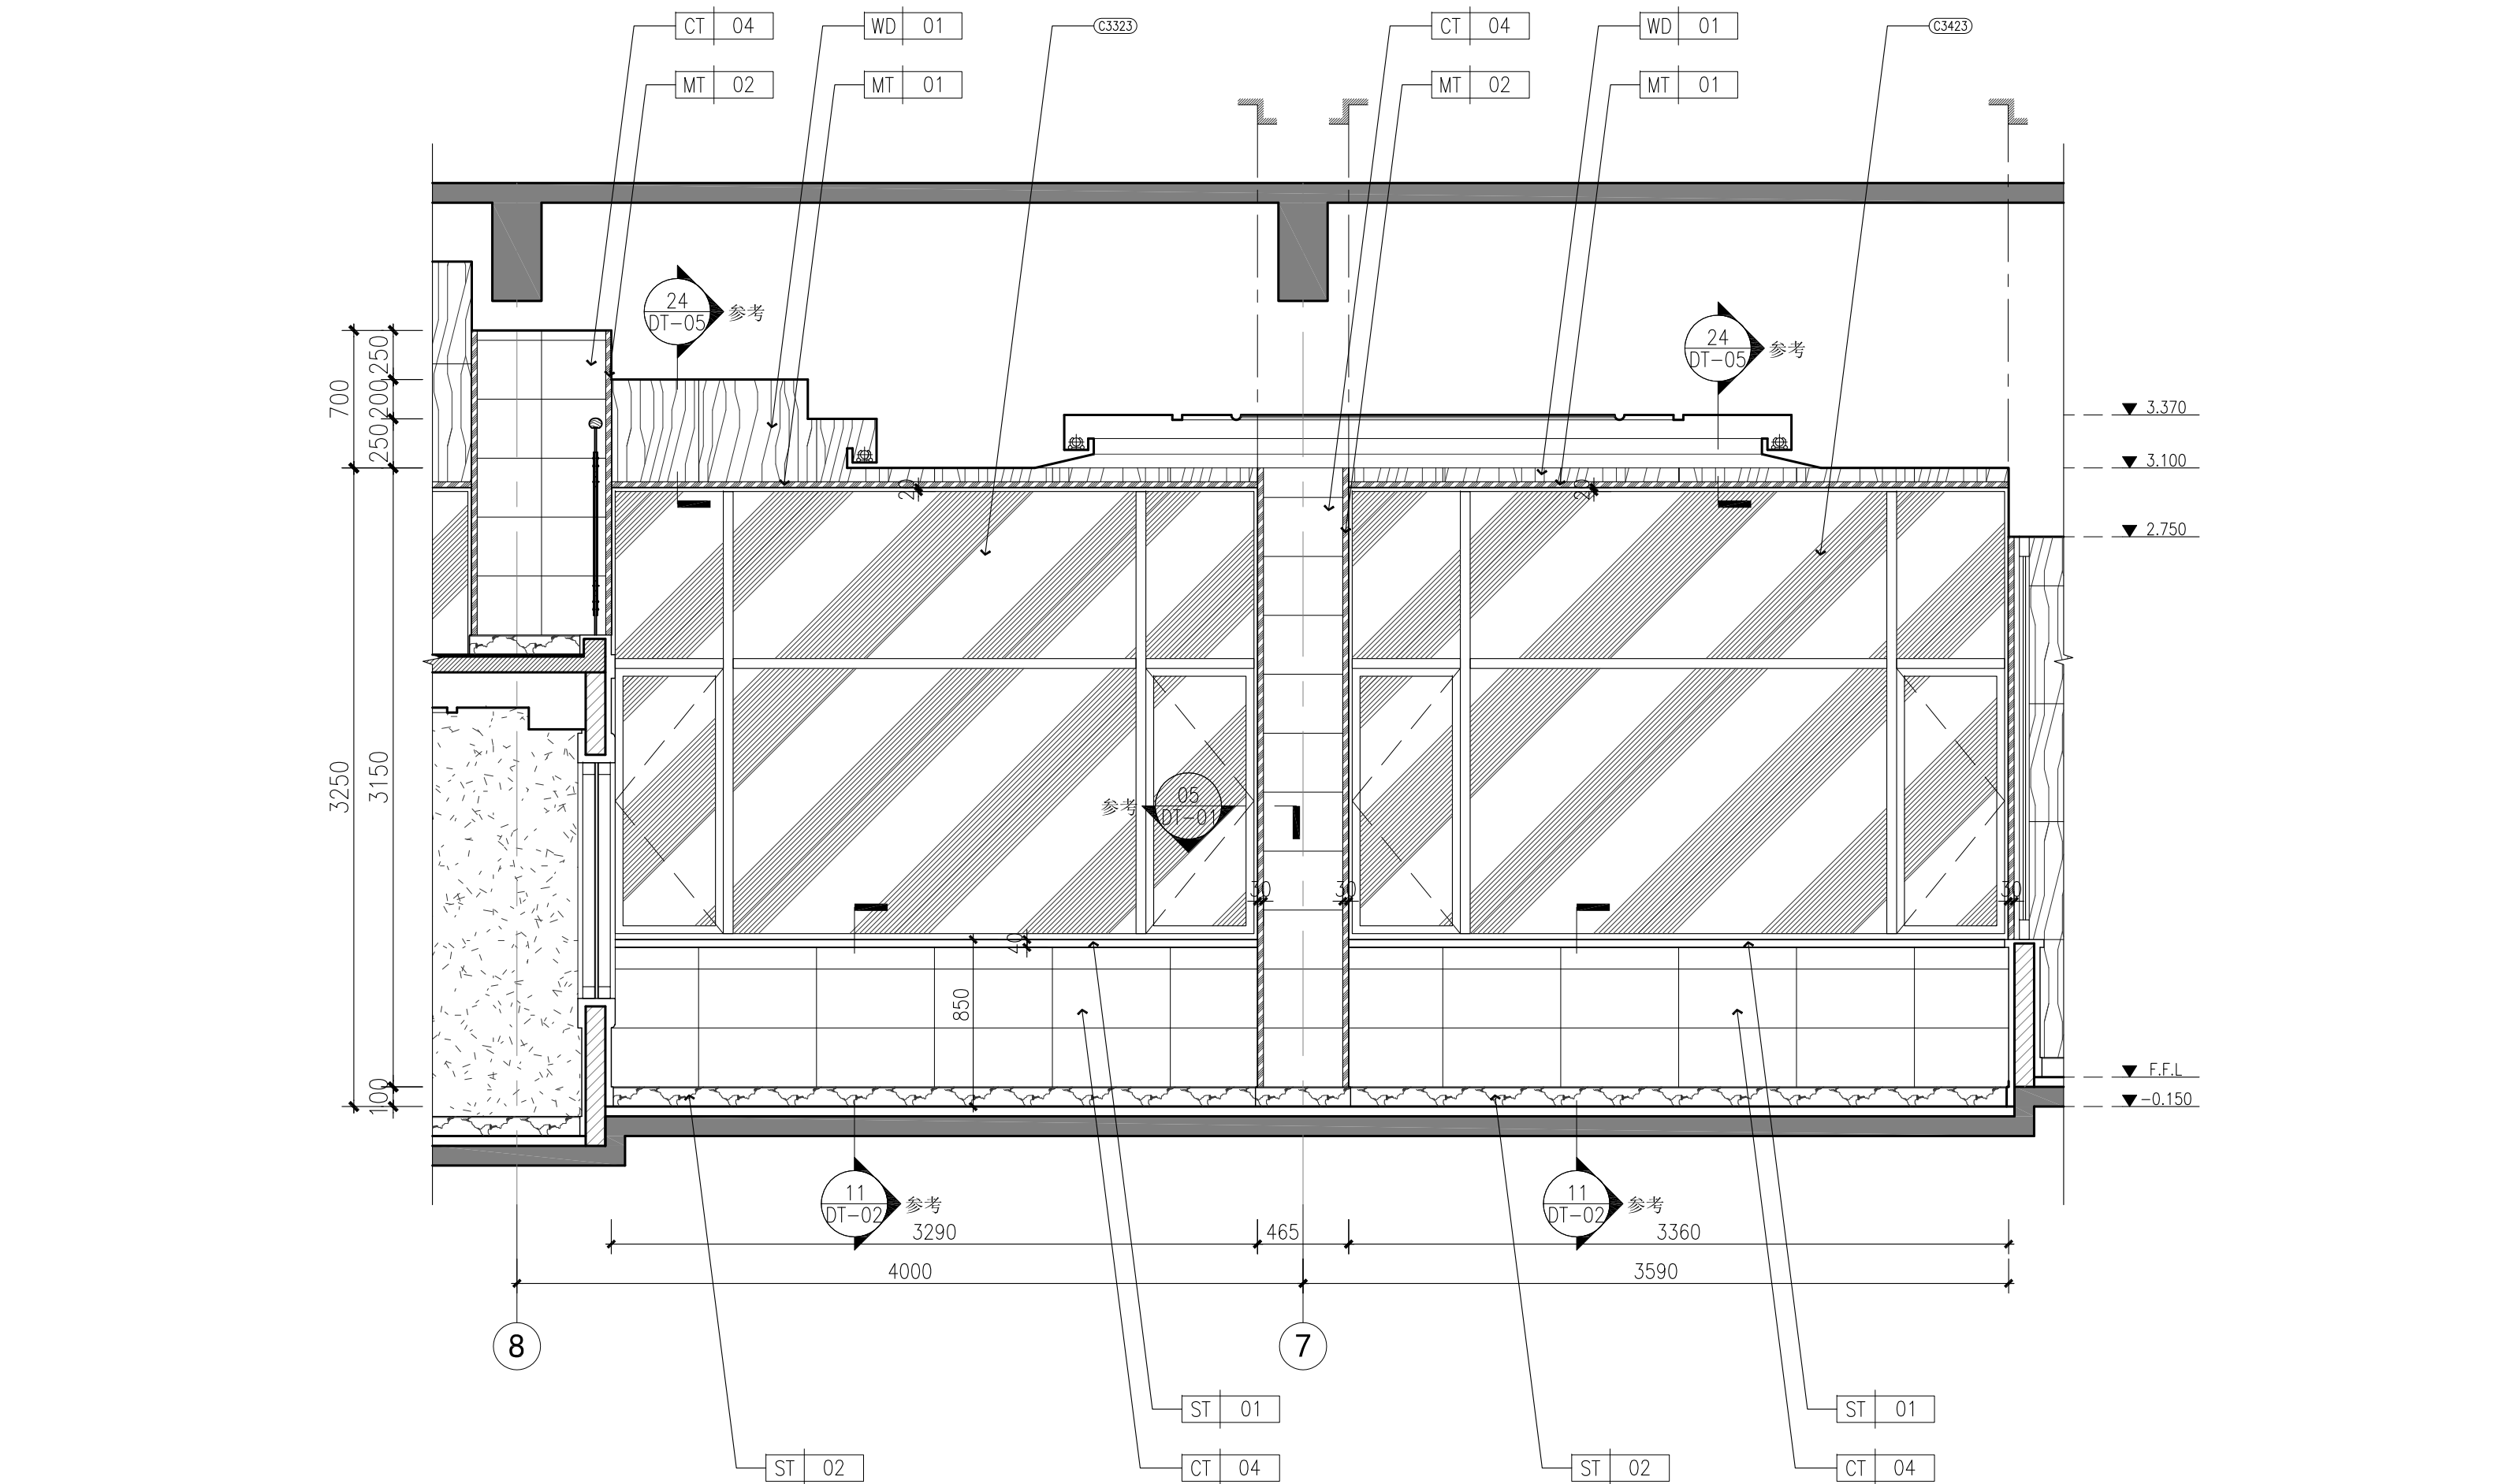 CT 04
WD 01
C3323
CT 04
WD 01
C3423
MT 02
MT 01
MT 02
MT 01
24
DT-05
参考
24
DT-05
参考
250
200
250
700
3.370
3.100
2.750
20
20
3250
3150
参考
05
DT-01
30
30
30
40
850
100
F.F.L
-0.150
11
DT-02
参考
11
DT-02
参考
3290
465
3360
4000
3590
8
7
ST 01
ST 01
ST 02
CT 04
ST 02
CT 04